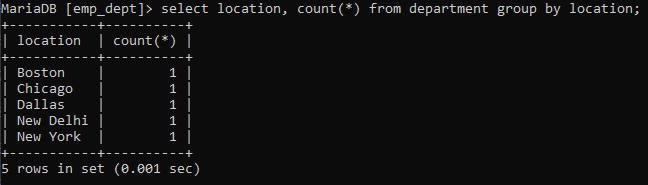 MariaDB [emp_dept]> select location, count(*) from department group by location;
+-----------+----------+
| location  | count(*) |
+-----------+----------+
| Boston    |        1 |
| Chicago   |        1 |
| Dallas    |        1 |
| New Delhi |        1 |
| New York  |        1 |
+-----------+----------+
5 rows in set (0.001 sec)